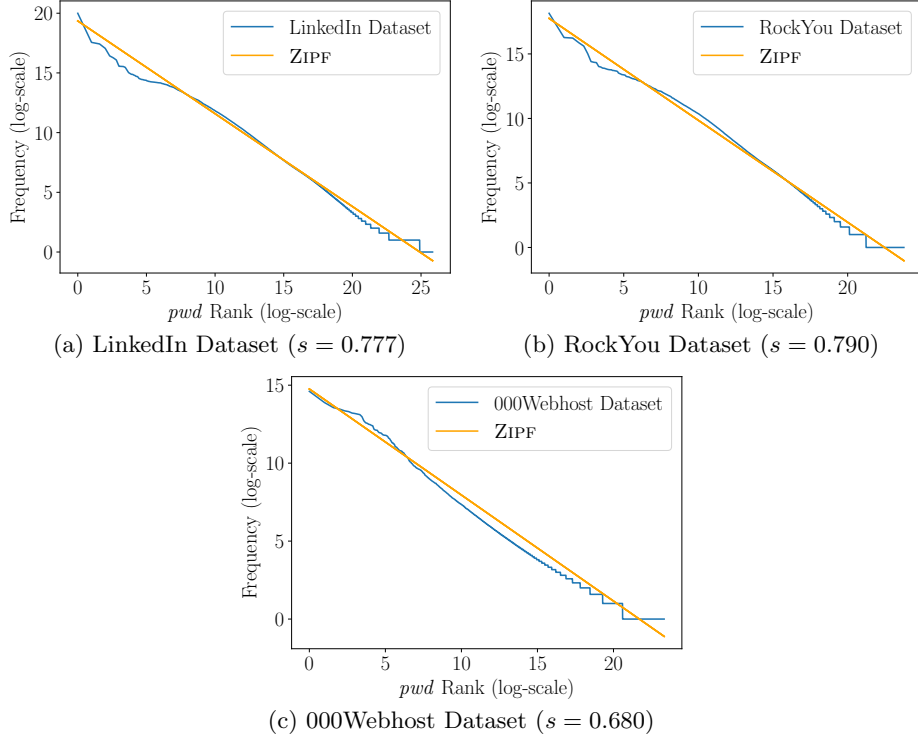 LinkedIn Dataset
ZIPF
20
15
10
5
0
Frequency (log-scale)
0 5 10 15 20 25
pwd Rank (log-scale)
(a) LinkedIn Dataset (s = 0.777)
RockYou Dataset
ZIPF
15
10
5
0
Frequency (log-scale)
0 5 10 15 20
pwd Rank (log-scale)
(b) RockYou Dataset (s = 0.790)
000Webhost Dataset
ZIPF
15
10
5
0
Frequency (log-scale)
0 5 10 15 20
pwd Rank (log-scale)
(c) 000Webhost Dataset (s = 0.680)